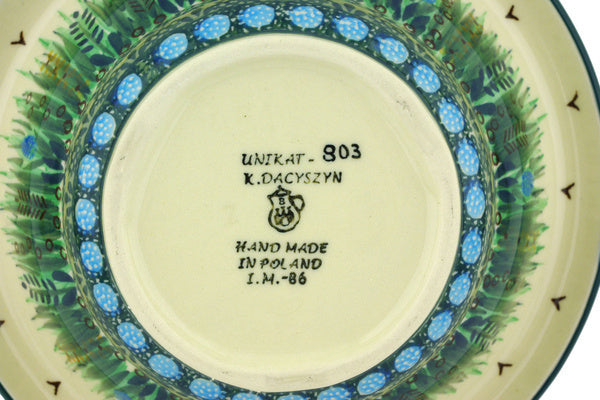 UNIKAT - 803
K. DACYSZYN
B
HAND MADE
IN POLAND
I.M.-86